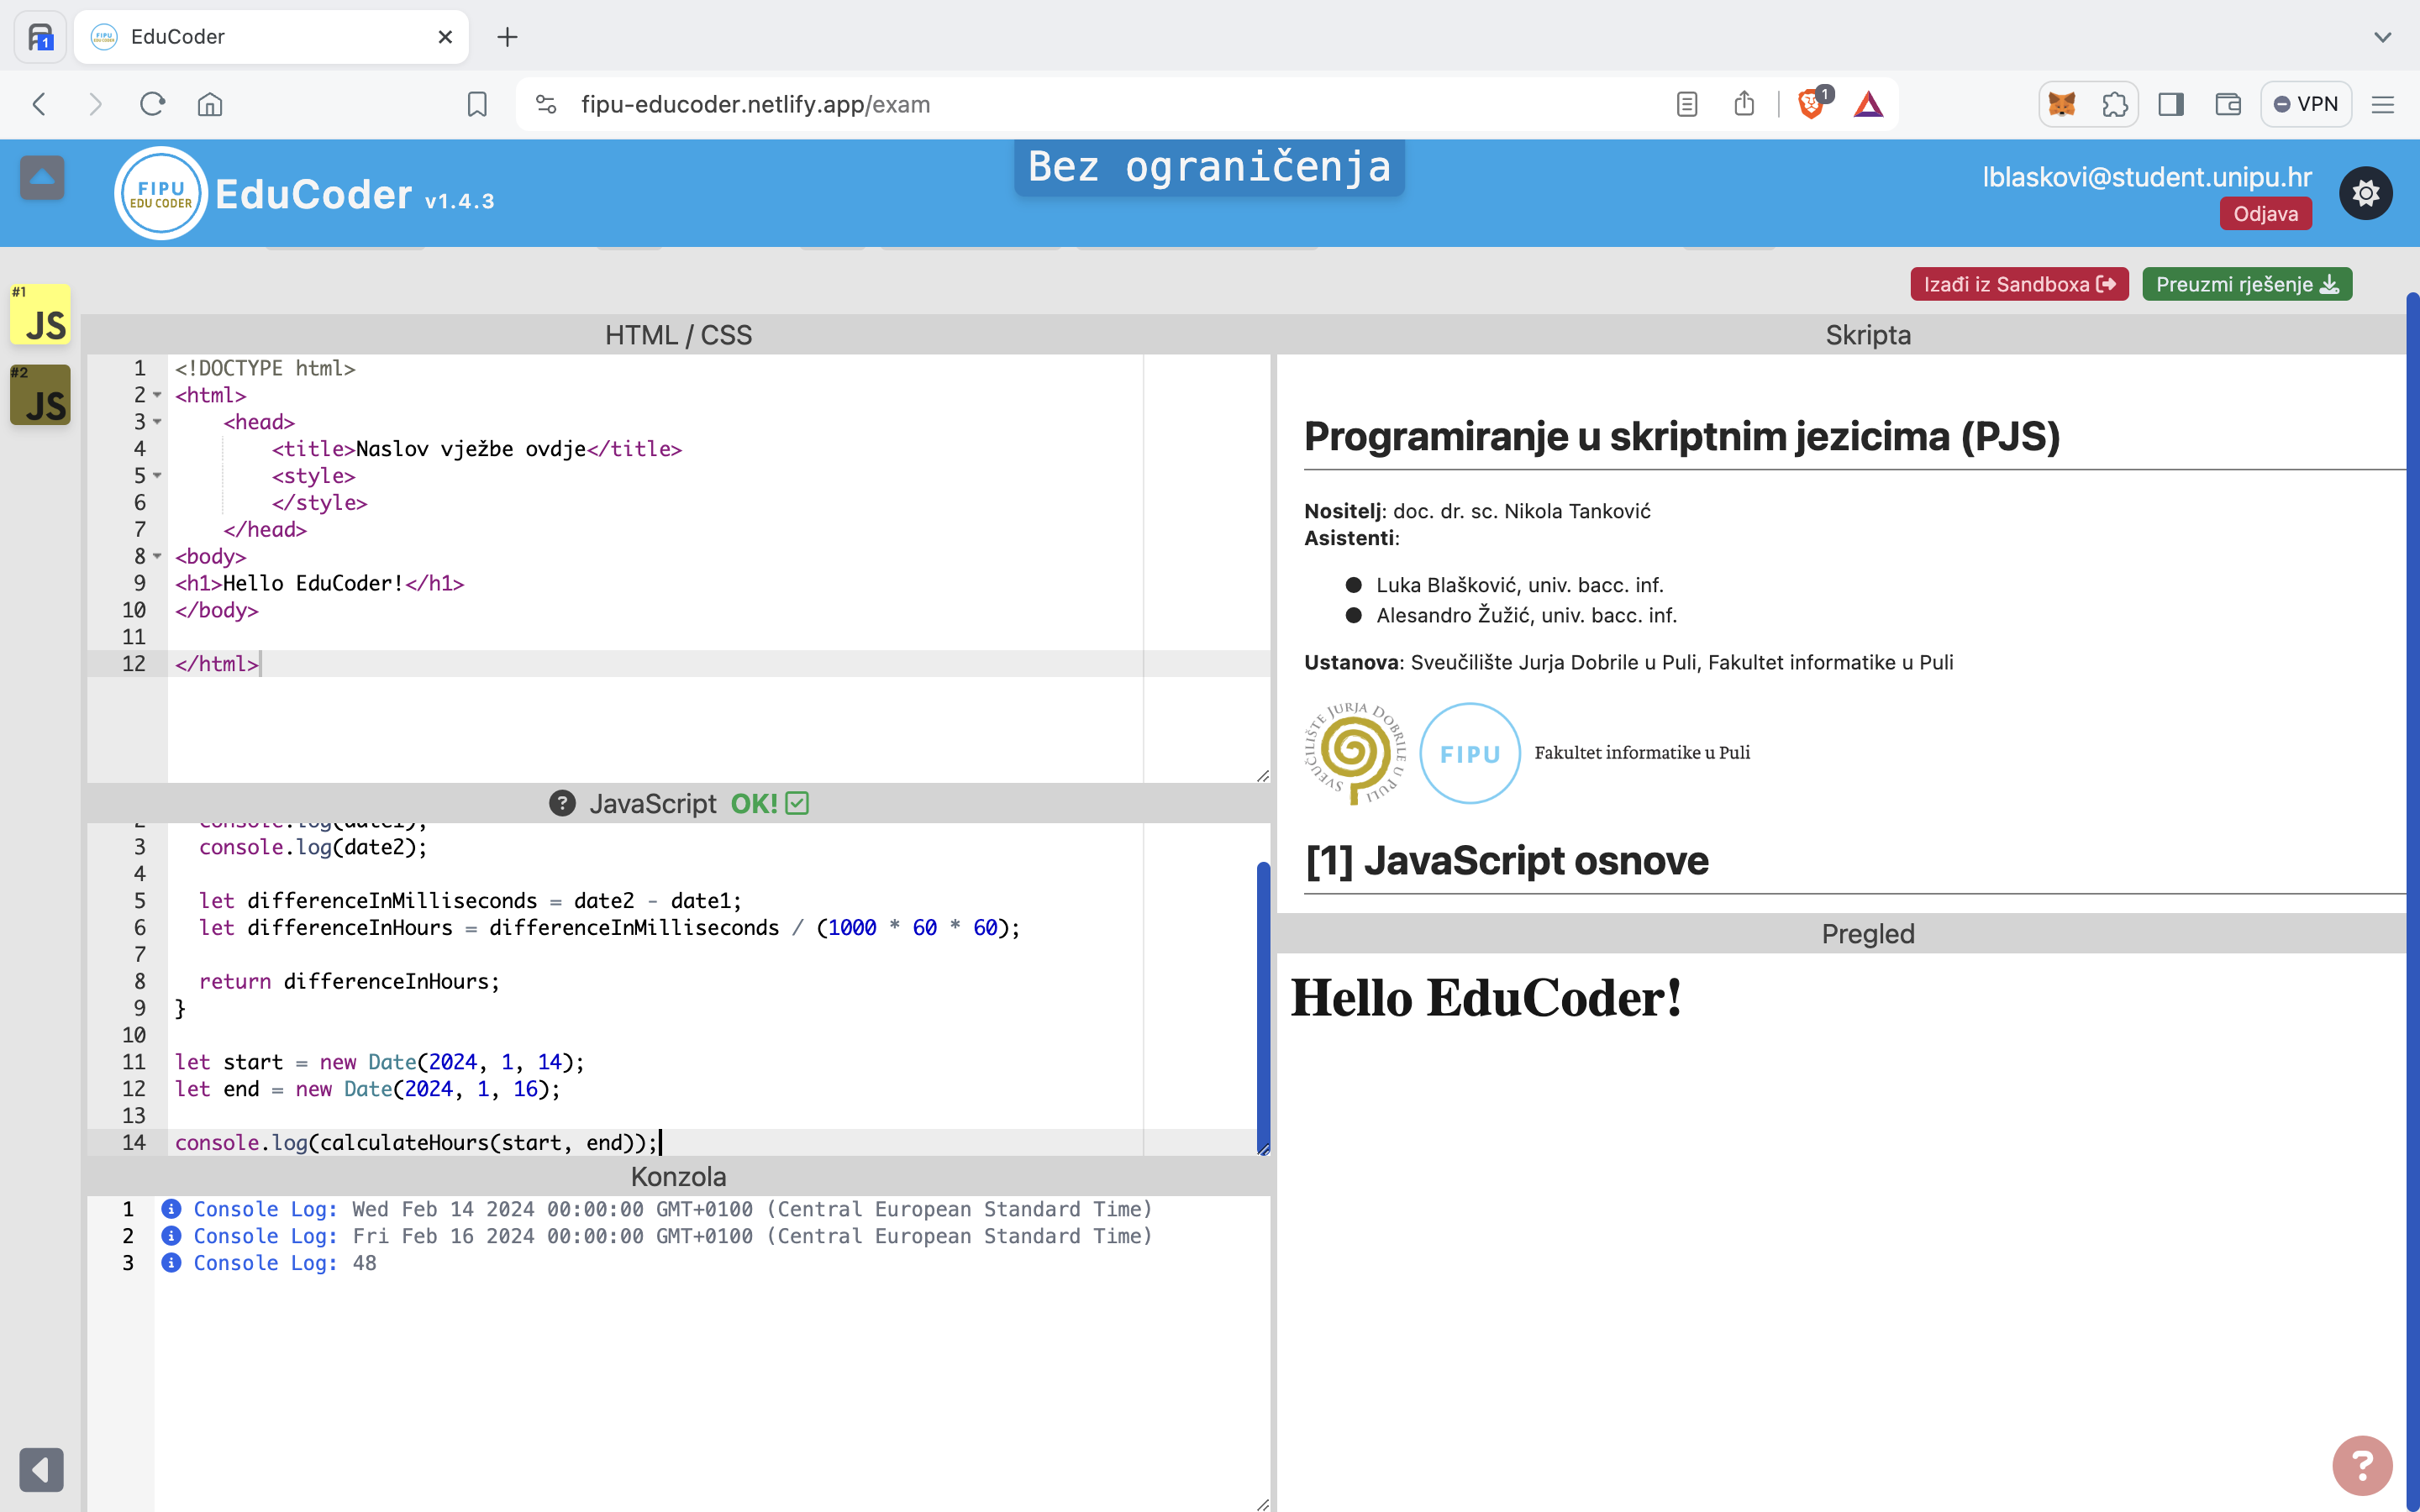 1
EduCoder
fipu-educoder.netlify.app/exam
1
VPN
FIPU
EDU CODER
EduCoder v1.4.3
Bez ograničenja
lblaskovi@student.unipu.hr
Odjava
#1
JS
#2
JS
Izađi iz Sandboxa
Preuzmi rješenje
HTML / CSS
1 <!DOCTYPE html>
2 <html>
3 <head>
4 <title>Naslov vježbe ovdje</title>
5 <style>
6 </style>
7 </head>
8 <body>
9 <h1>Hello EduCoder!</h1>
10 </body>
11
12 </html>
? JavaScript OK!
2 console.log(date1);
3 console.log(date2);
4
5 let differenceInMilliseconds = date2 - date1;
6 let differenceInHours = differenceInMilliseconds / (1000 * 60 * 60);
7
8 return differenceInHours;
9 }
10
11 let start = new Date(2024, 1, 14);
12 let end = new Date(2024, 1, 16);
13
14 console.log(calculateHours(start, end));
Konzola
1 Console Log: Wed Feb 14 2024 00:00:00 GMT+0100 (Central European Standard Time)
2 Console Log: Fri Feb 16 2024 00:00:00 GMT+0100 (Central European Standard Time)
3 Console Log: 48
Skripta
Programiranje u skriptnim jezicima (PJS)
Nositelj: doc. dr. sc. Nikola Tanković
Asistenti:
● Luka Blašković, univ. bacc. inf.
● Alesandro Žužić, univ. bacc. inf.
Ustanova: Sveučilište Jurja Dobrile u Puli, Fakultet informatike u Puli
SVEUČILIŠTE JURJA DOBRILE U PULI
FIPU
Fakultet informatike u Puli
[1] JavaScript osnove
Pregled
Hello EduCoder!
?